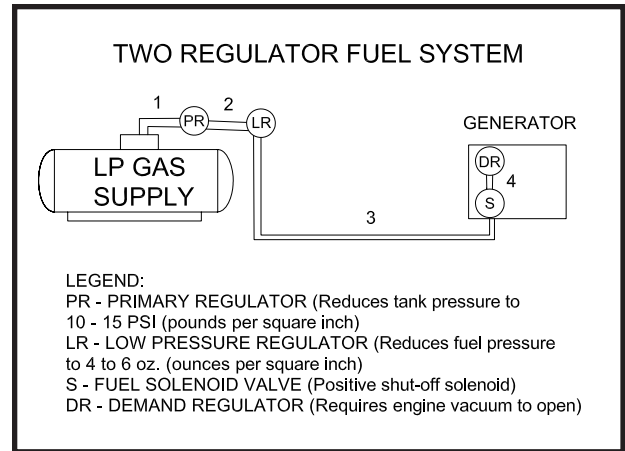 TWO REGULATOR FUEL SYSTEM
1
2
PR
LR
GENERATOR
LP GAS
SUPPLY
DR
4
S
3
LEGEND:
PR - PRIMARY REGULATOR (Reduces tank pressure to
10 - 15 PSI (pounds per square inch)
LR - LOW PRESSURE REGULATOR (Reduces fuel pressure
to 4 to 6 oz. (ounces per square inch)
S - FUEL SOLENOID VALVE (Positive shut-off solenoid)
DR - DEMAND REGULATOR (Requires engine vacuum to open)